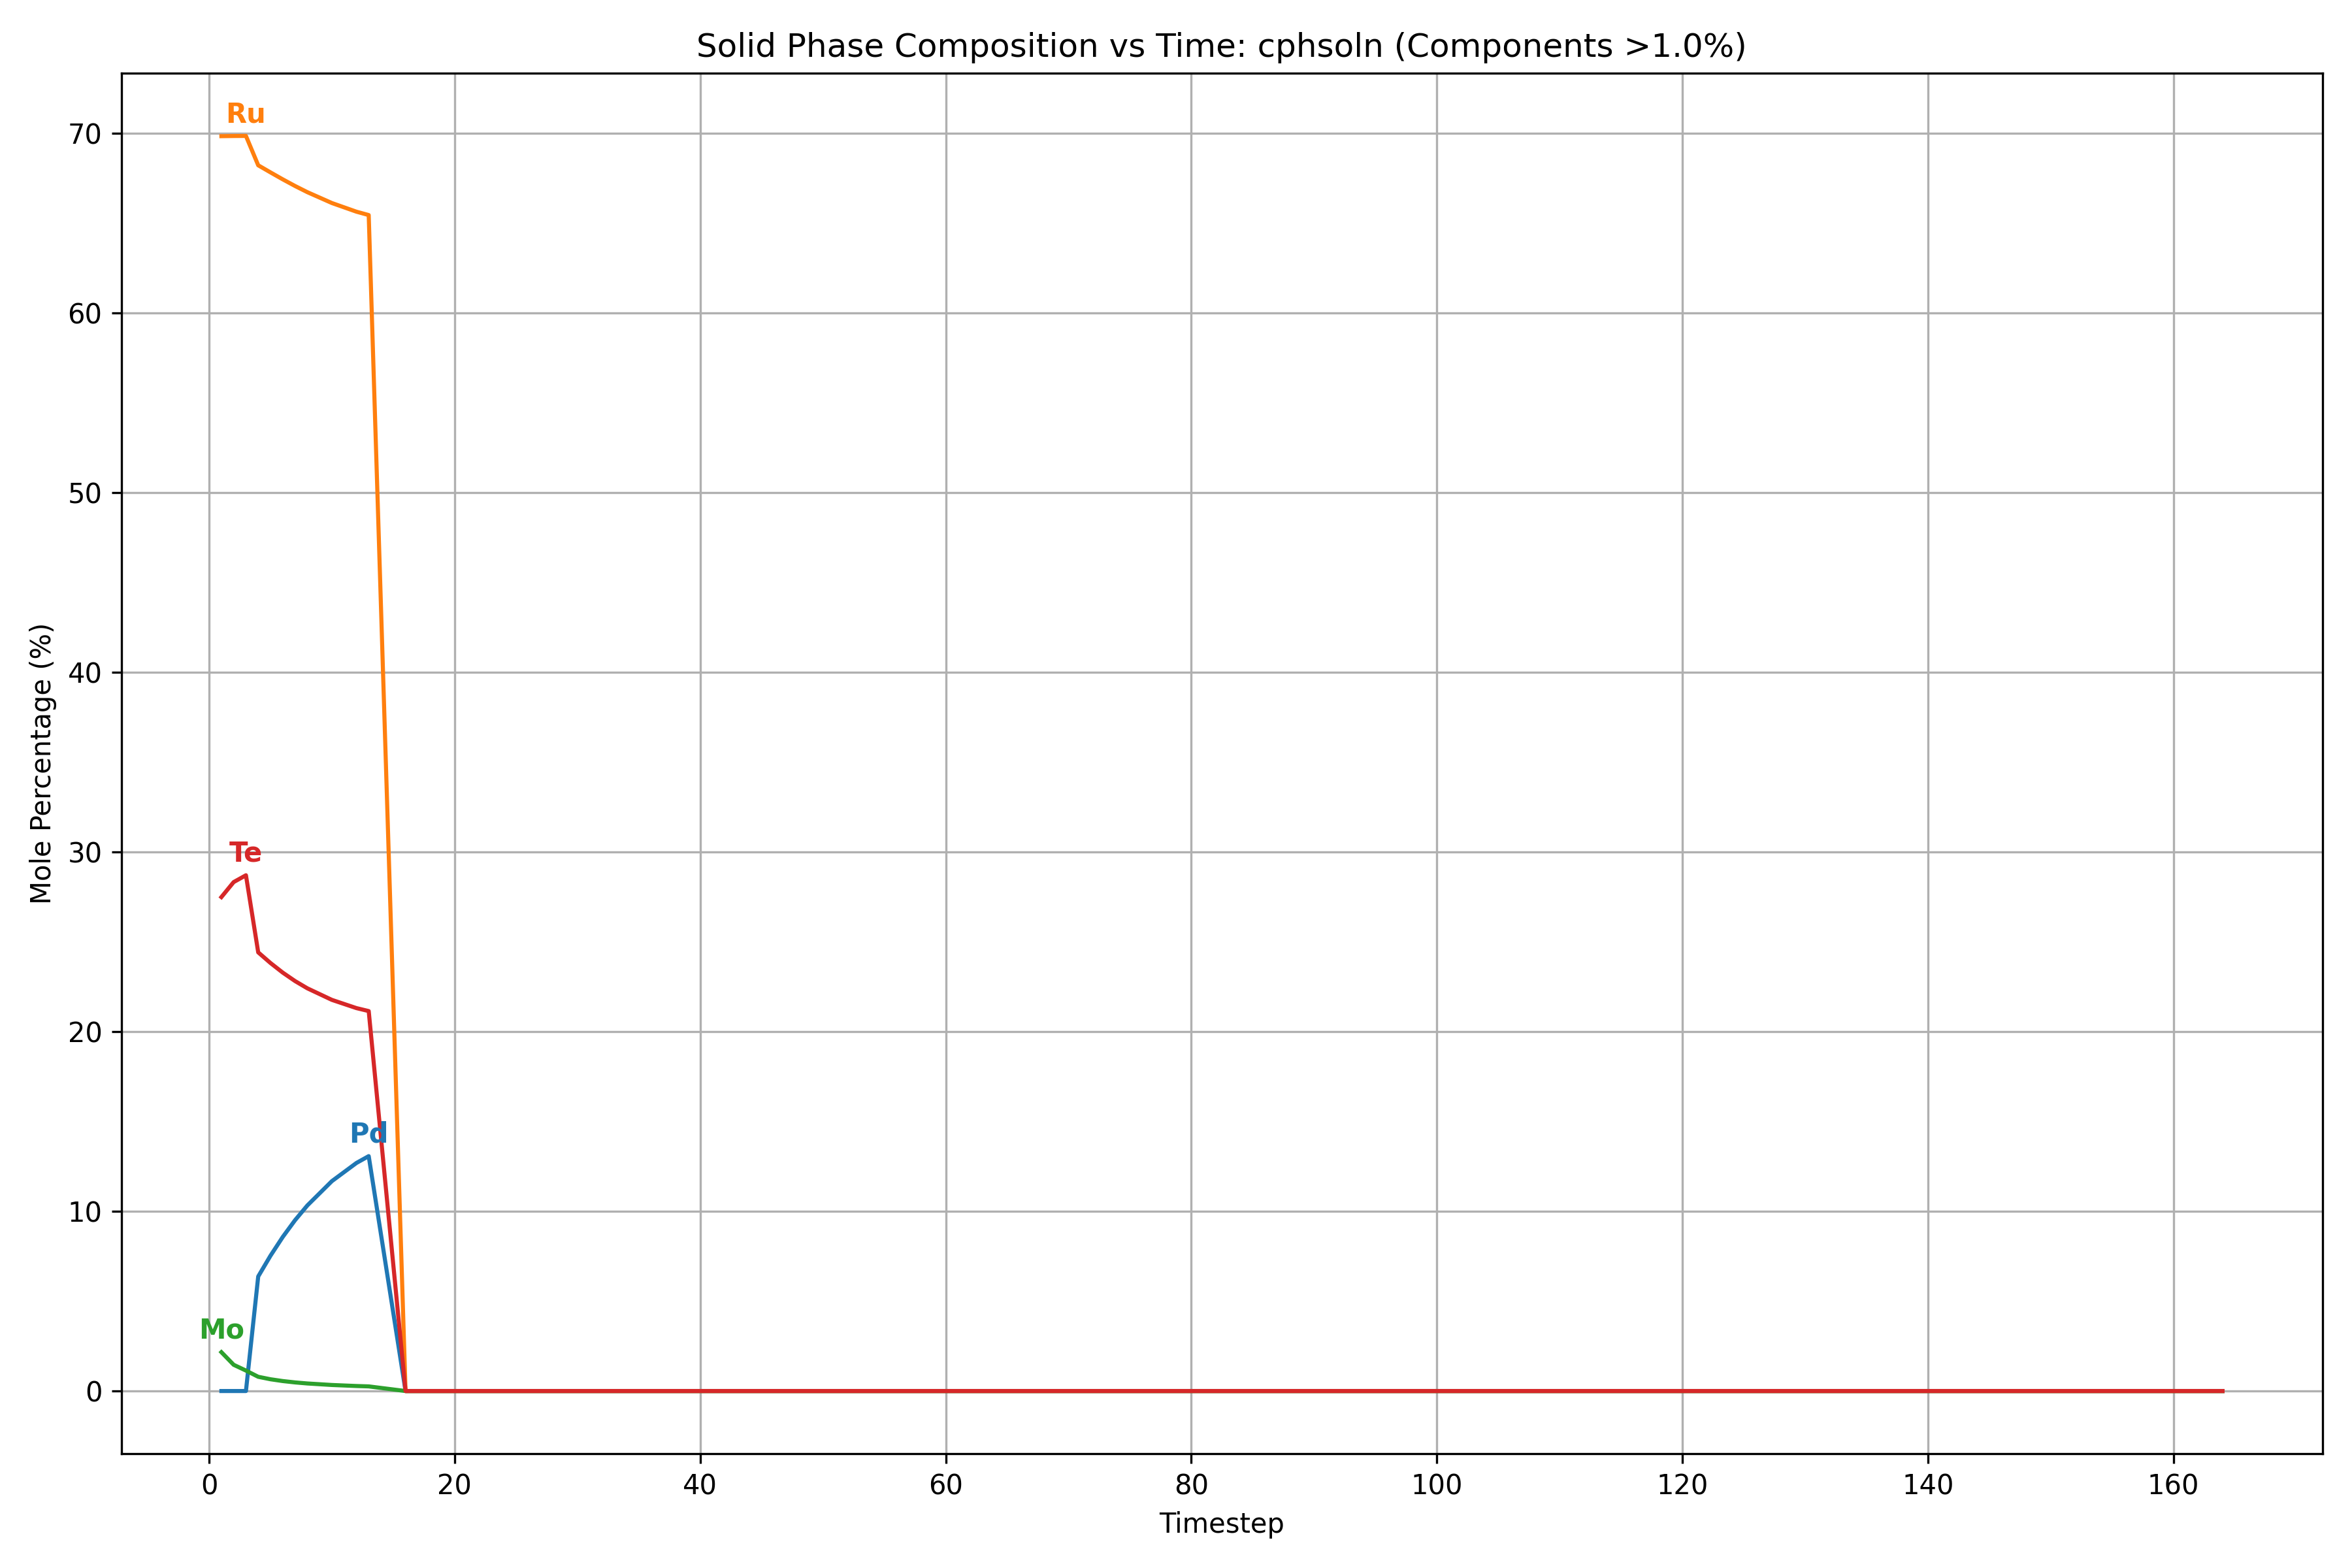 Solid Phase Composition vs Time: cphsoln (Components >1.0%)
Mole Percentage (%)
70
60
50
40
30
20
10
0
Ru
Te
Pd
Mo
0 20 40 60 80 100 120 140 160
Timestep